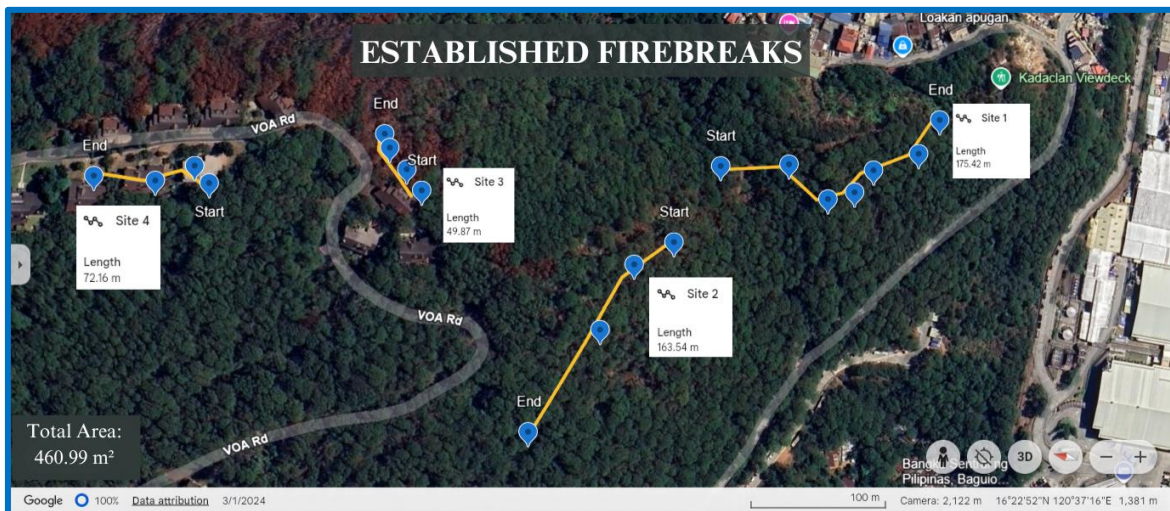 Loakan apugan
ESTABLISHED FIREBREAKS
Kadaclan Viewdeck
End
Site 1
Length
175.42 m
Start
VOA Rd
End
Start
Site 3
Length
49.87 m
End
Start
Site 4
Length
72.16 m
Start
Site 2
Length
163.54 m
End
VOA Rd
VOA Rd
Total Area:
460.99 m²
3D
Pilipinas, Baguio...
Google 100% Data attribution 3/1/2024 100 m Camera: 2,122 m 16°22'52"N 120°37'16"E 1,381 m